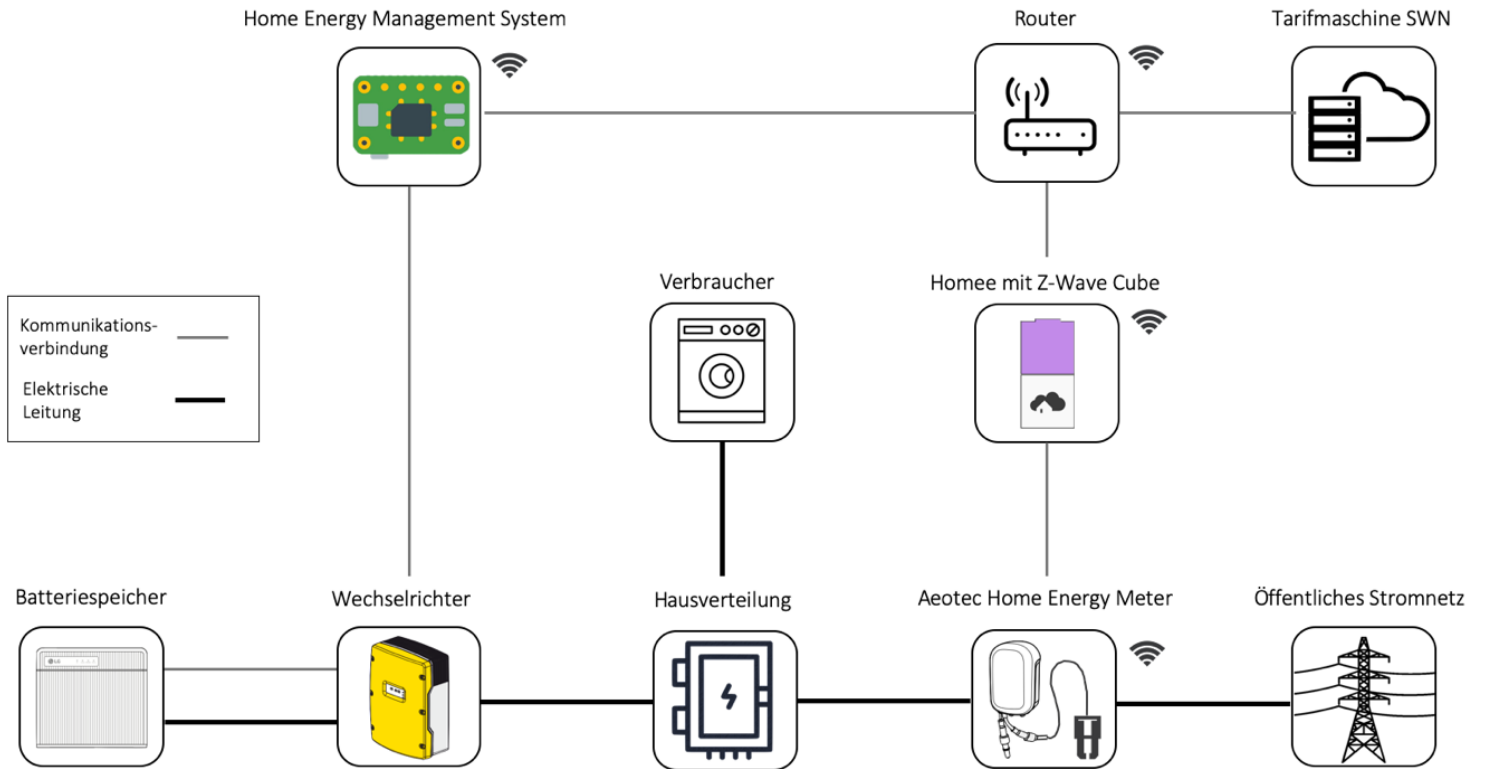 Home Energy Management System
Router
Tarifmaschine SWN
Verbraucher
Homee mit Z-Wave Cube
Kommunikations-
verbindung
Elektrische
Leitung
Batteriespeicher
Wechselrichter
Hausverteilung
Aeotec Home Energy Meter
Öffentliches Stromnetz
LG